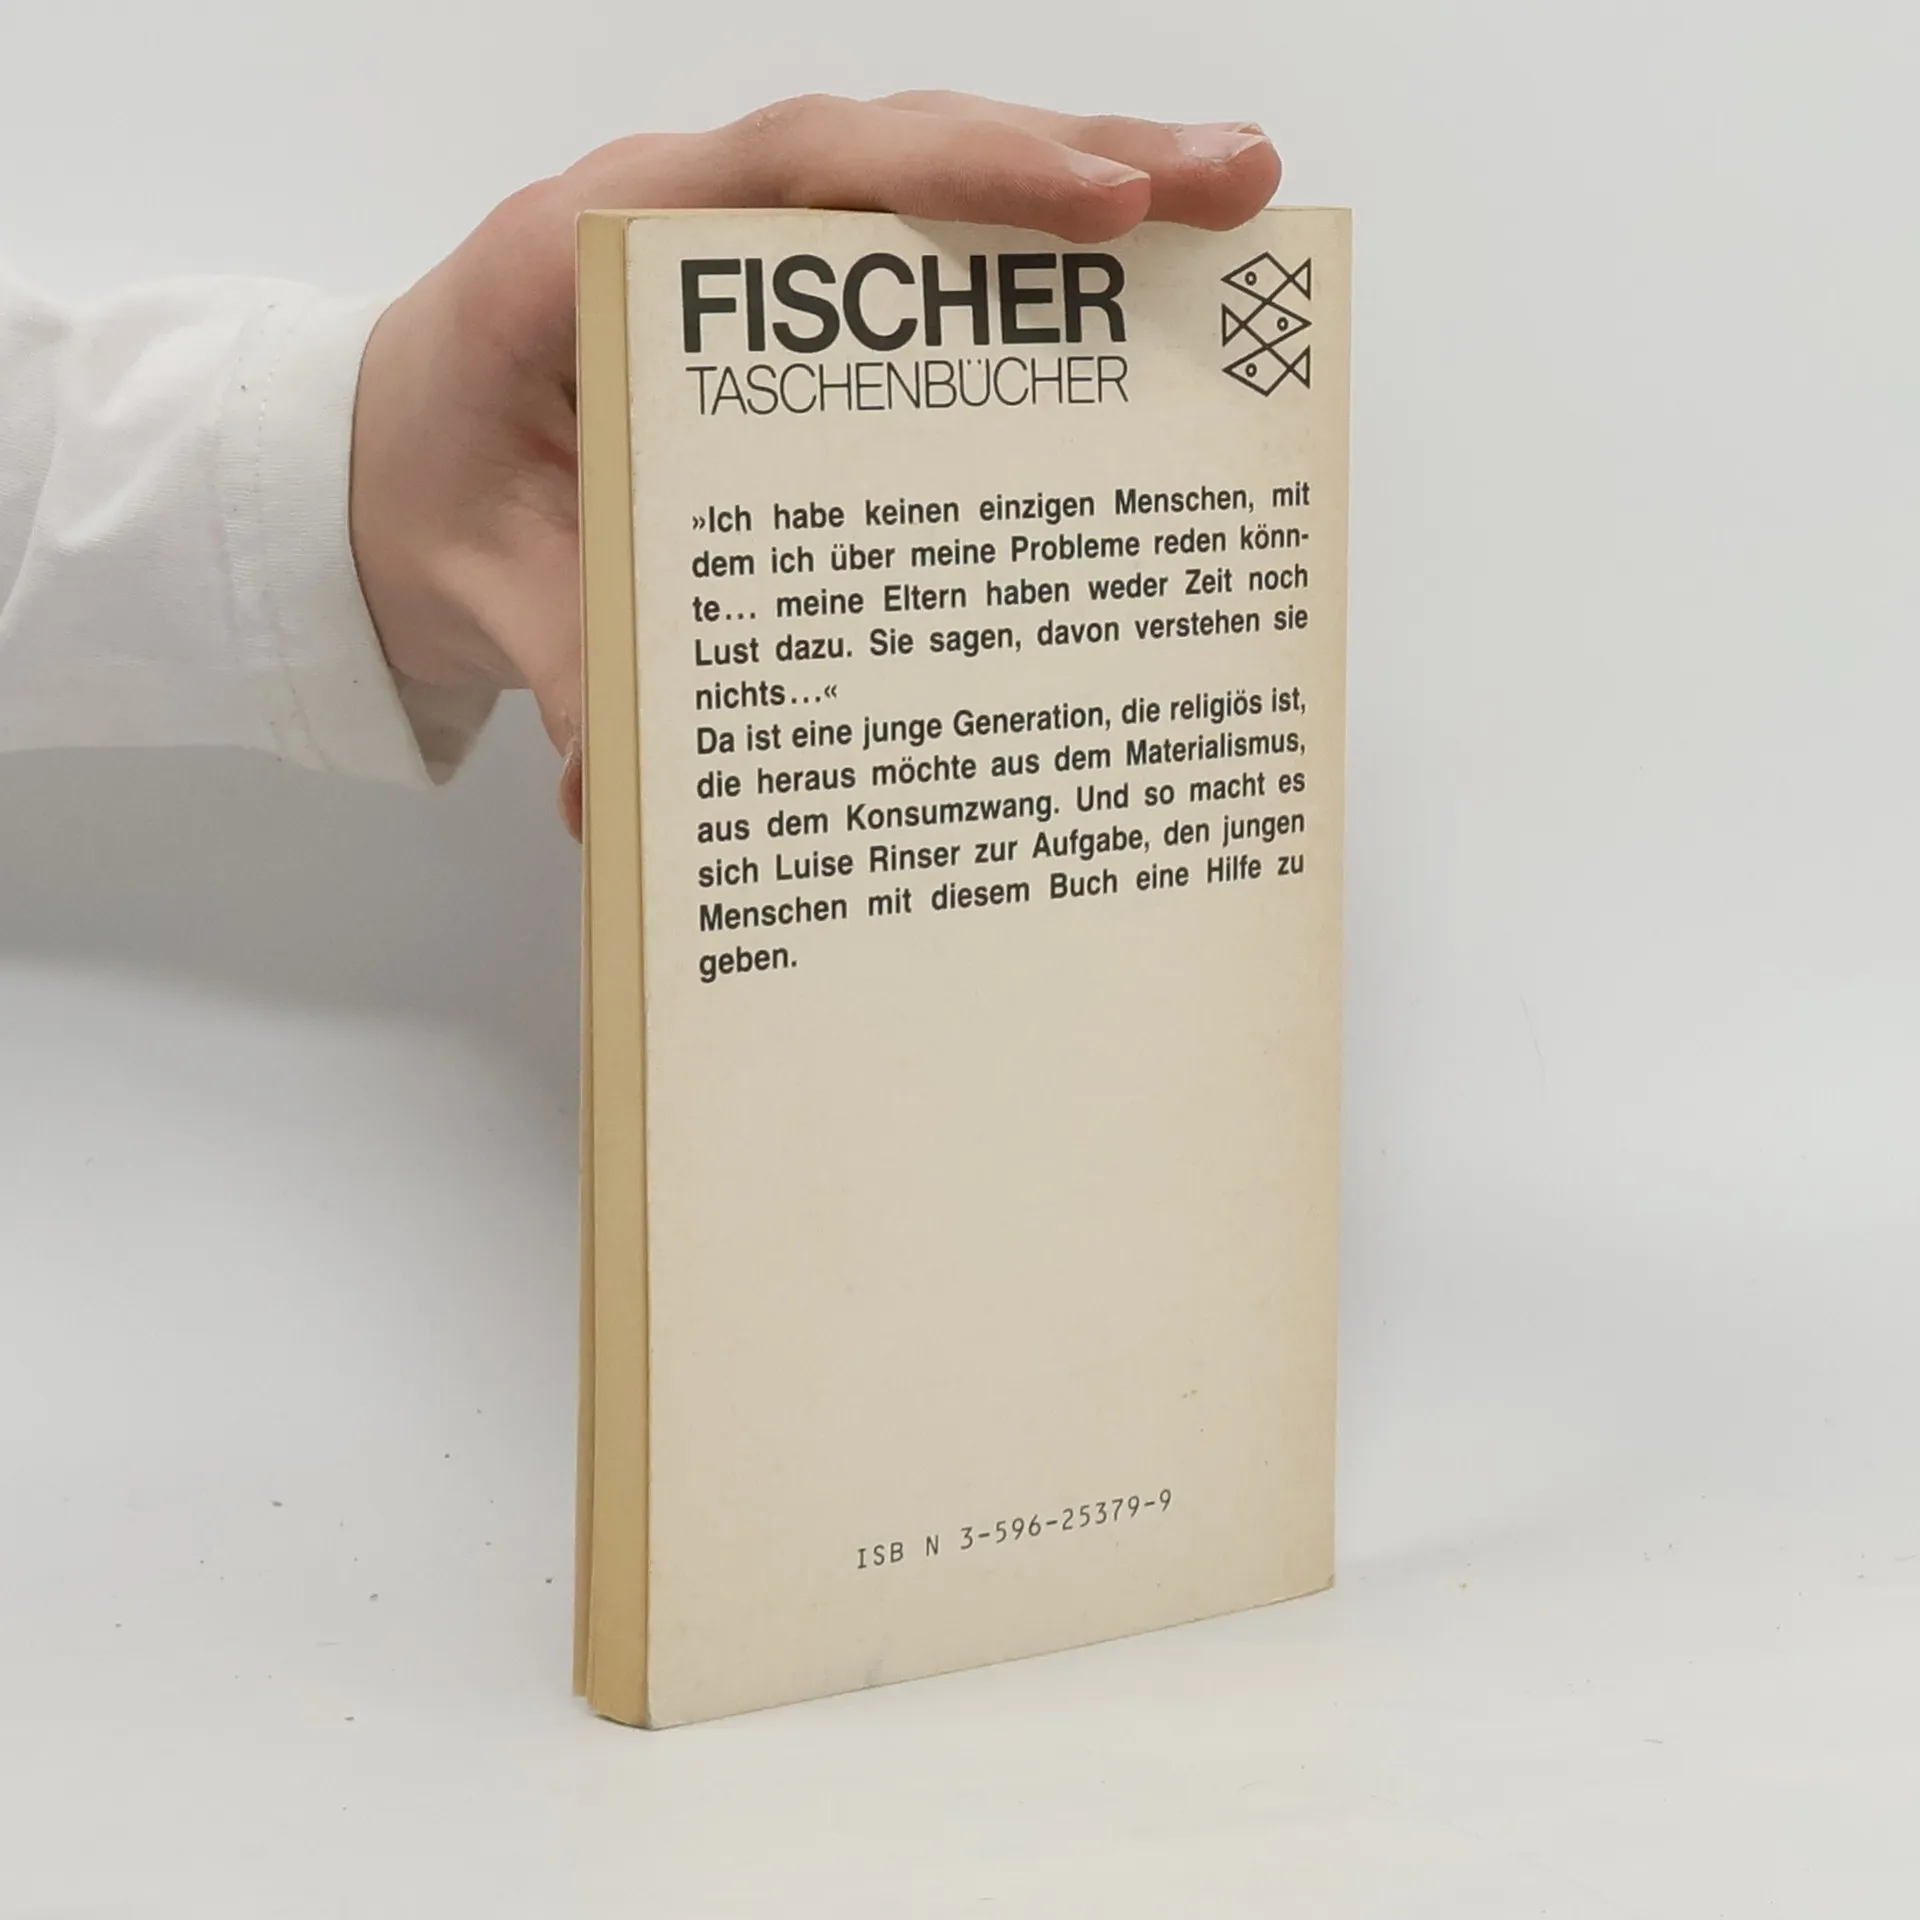 FISCHER
TASCHENBÜCHER
»Ich habe keinen einzigen Menschen, mit
dem ich über meine Probleme reden könn-
te... meine Eltern haben weder Zeit noch
Lust dazu. Sie sagen, davon verstehen sie
nichts...«
Da ist eine junge Generation, die religiös ist,
die heraus möchte aus dem Materialismus,
aus dem Konsumzwang. Und so macht es
sich Luise Rinser zur Aufgabe, den jungen
Menschen mit diesem Buch eine Hilfe zu
geben.
ISB N 3-596-25379-9